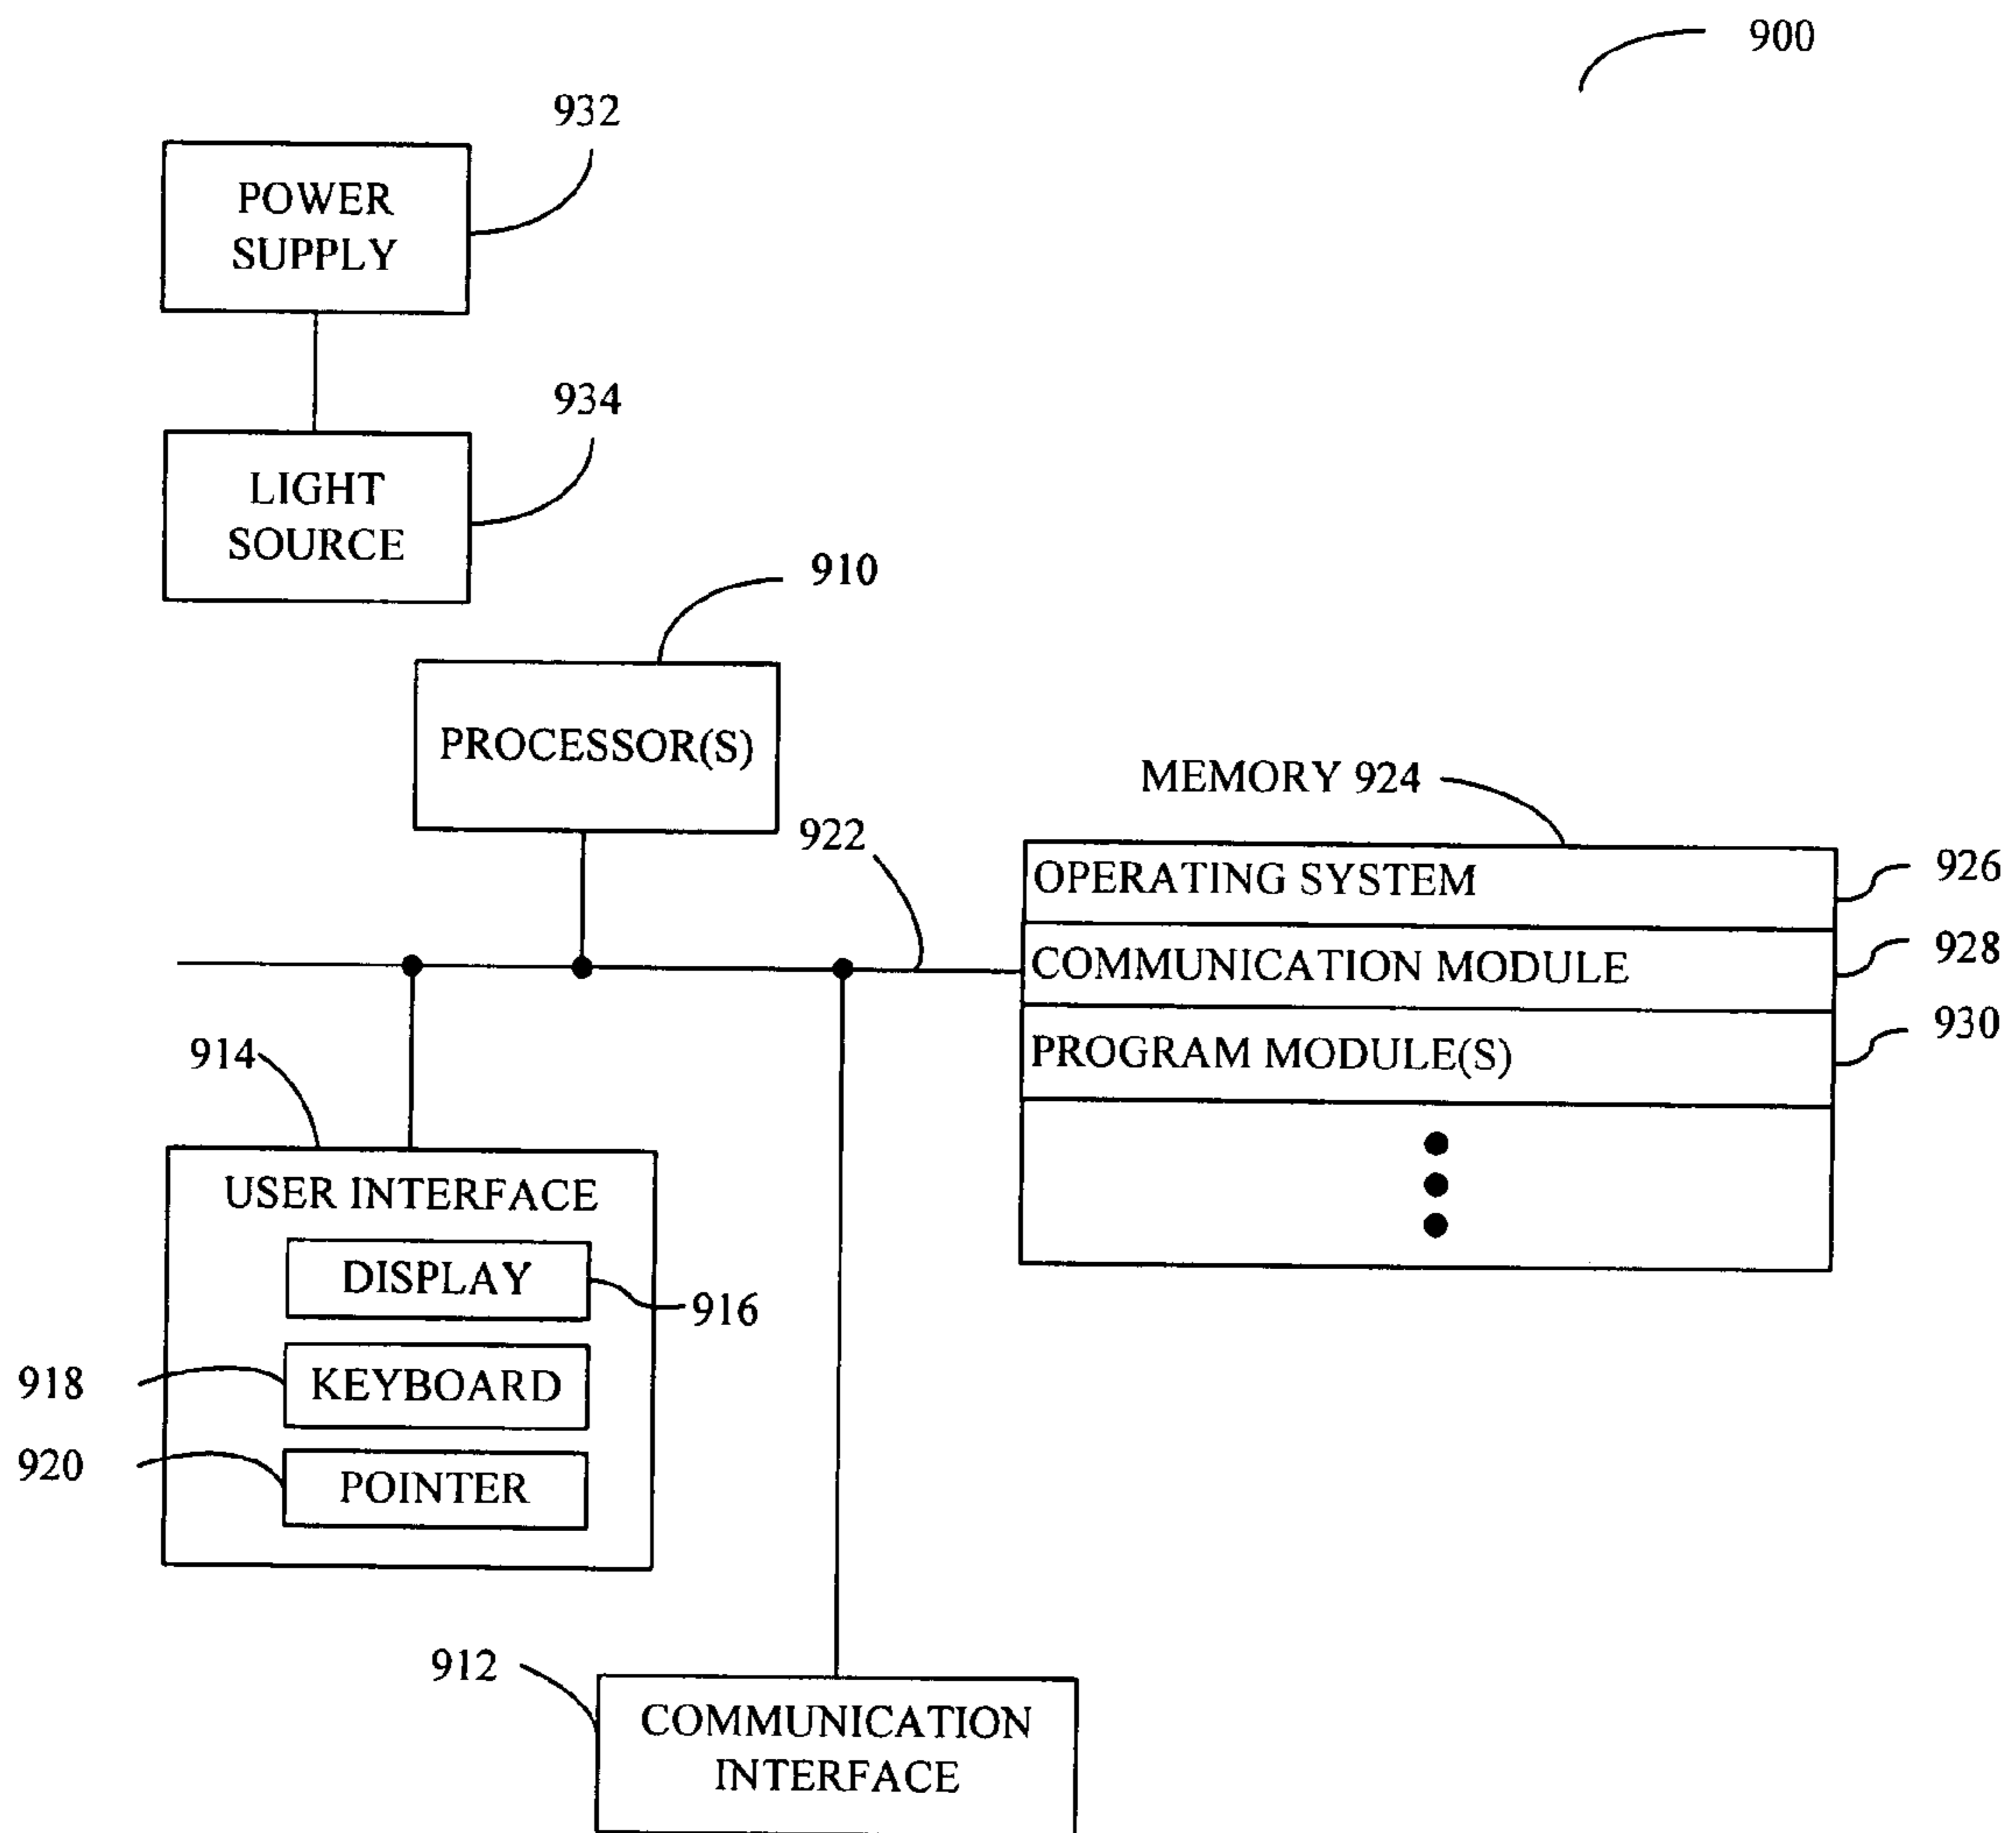 900
932
POWER
SUPPLY
934
LIGHT
SOURCE
910
PROCESSOR(S)
MEMORY 924
922
OPERATING SYSTEM
926
COMMUNICATION MODULE
928
PROGRAM MODULE(S)
930
914
USER INTERFACE
DISPLAY
916
918
KEYBOARD
920
POINTER
912
COMMUNICATION
INTERFACE